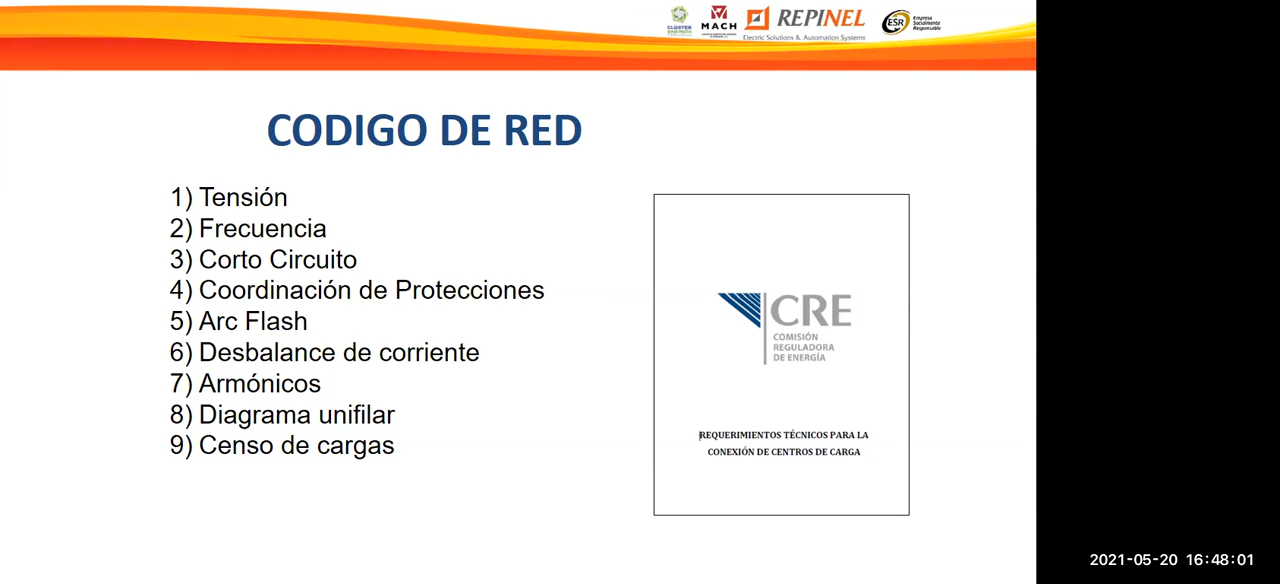 MACH
REPINEL
Electric Solutions & Automation Systems
ESR
Empresa
Socialmente
Responsable
CODIGO DE RED
1) Tensión
2) Frecuencia
3) Corto Circuito
4) Coordinación de Protecciones
5) Arc Flash
6) Desbalance de corriente
7) Armónicos
8) Diagrama unifilar
9) Censo de cargas
CRE
COMISIÓN
REGULADORA
DE ENERGÍA
REQUERIMIENTOS TÉCNICOS PARA LA
CONEXIÓN DE CENTROS DE CARGA
2021-05-20 16:48:01